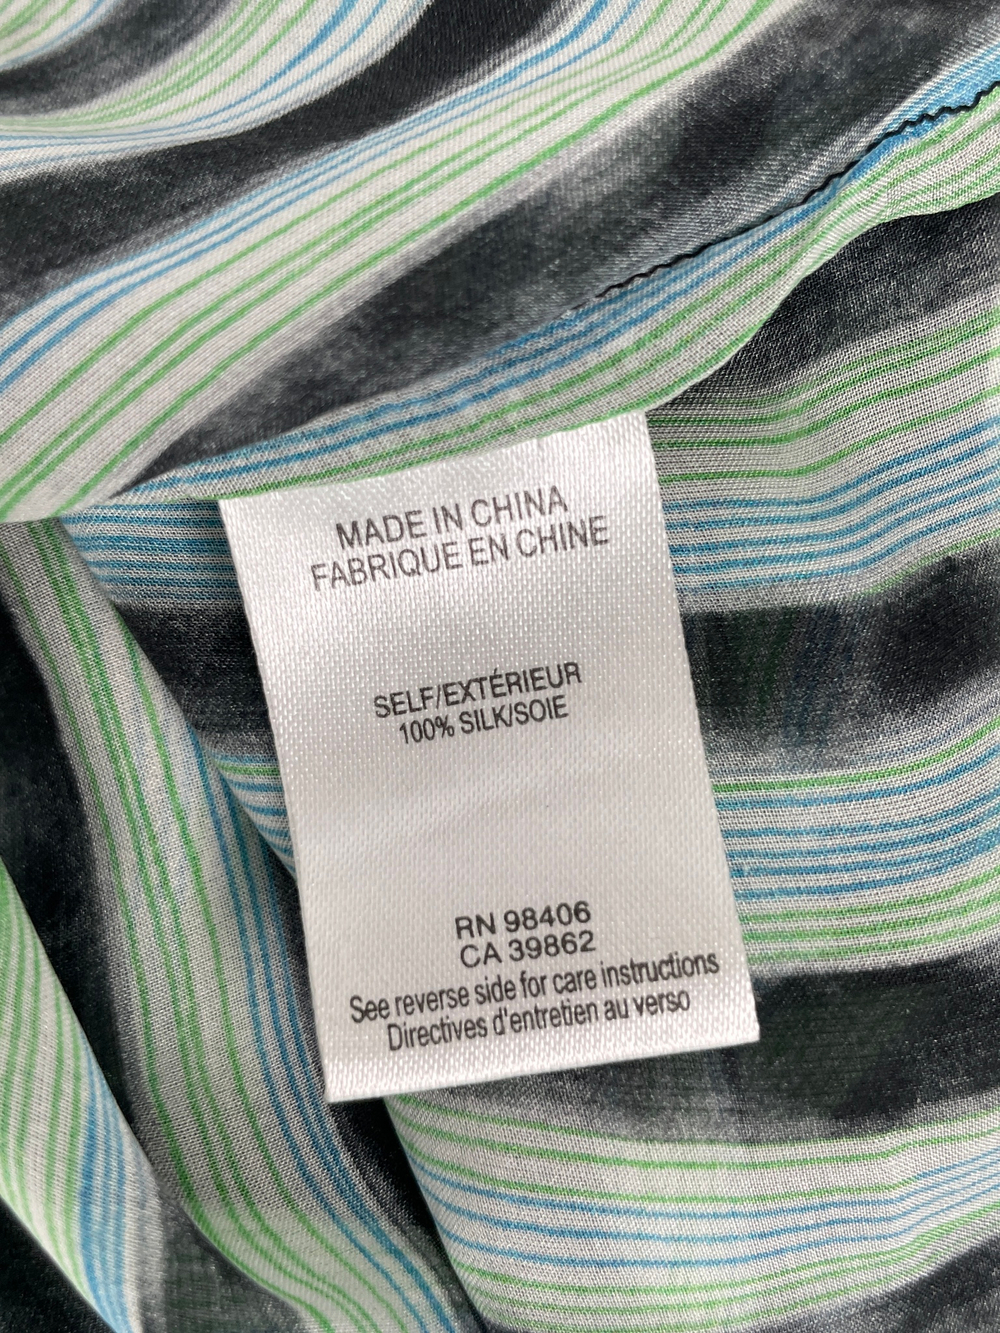 MADE IN CHINA
FABRIQUE EN CHINE
SELF/EXTÉRIEUR
100% SILK/SOIE
RN 98406
CA 39862
See reverse side for care instructions
Directives d'entretien au verso